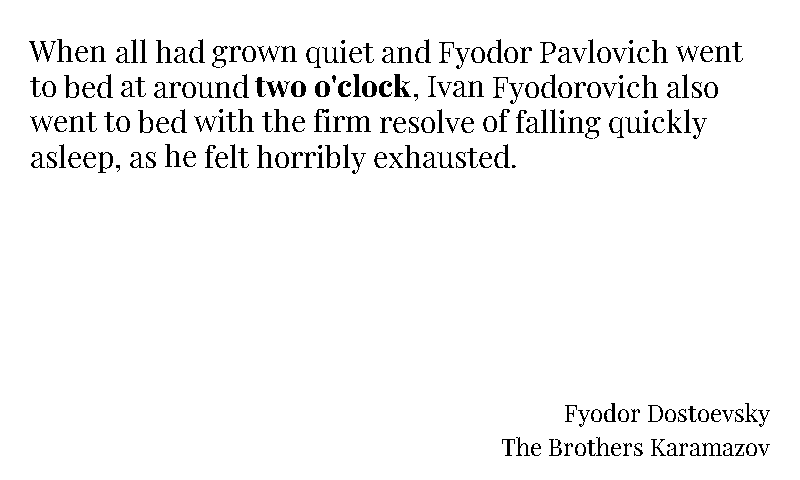 When all had grown quiet and Fyodor Pavlovich went
to bed at around two o'clock, Ivan Fyodorovich also
went to bed with the firm resolve of falling quickly
asleep, as he felt horribly exhausted.
Fyodor Dostoevsky
The Brothers Karamazov